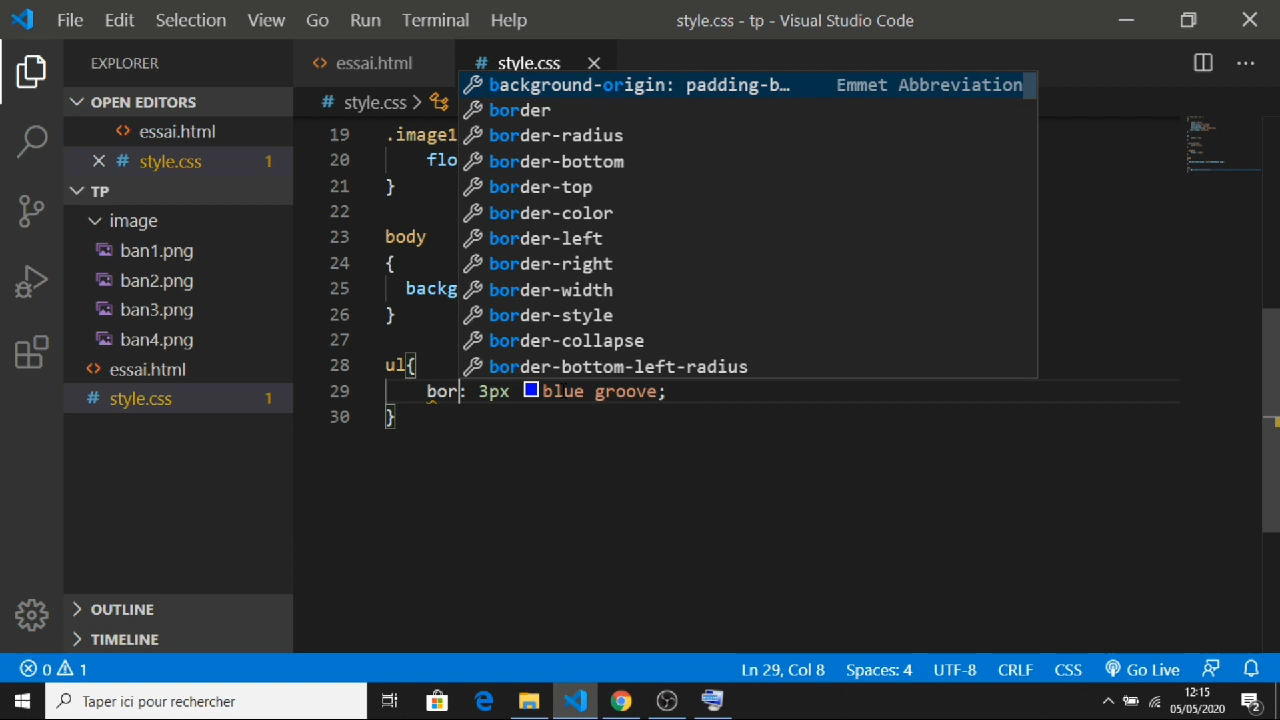 File Edit Selection View Go Run Terminal Help style.css - tp - Visual Studio Code
EXPLORER
essai.html
# style.css
OPEN EDITORS
essai.html
# style.css 1
TP
image
ban1.png
ban2.png
ban3.png
ban4.png
essai.html
# style.css 1
OUTLINE
TIMELINE
# style.css
background-origin: padding-b… Emmet Abbreviation
border
border-radius
border-bottom
border-top
border-color
border-left
border-right
border-width
border-style
border-collapse
border-bottom-left-radius
19 .image1
20 flo
21 }
22
23 body
24 {
25 backg
26 }
27
28 ul{
29 bor: 3px blue groove;
30 }
0 1 Ln 29, Col 8 Spaces: 4 UTF-8 CRLF CSS Go Live
Taper ici pour rechercher
12:15
05/05/2020
2